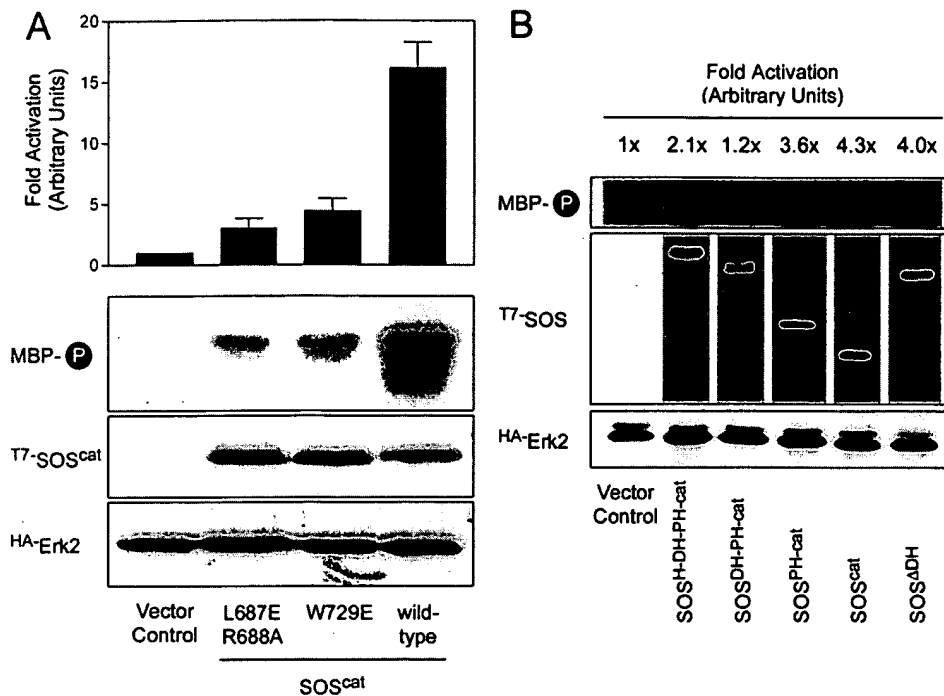 A
Fold Activation
(Arbitrary Units)
20
15
10
5
0
MBP- P
T7-SOScat
HA-Erk2
Vector
Control
L687E
R688A
W729E
wild-
type
SOScat
B
Fold Activation
(Arbitrary Units)
1x 2.1x 1.2x 3.6x 4.3x 4.0x
MBP- P
T7-SOS
HA-Erk2
Vector
Control
SOSH-DH-PH-cat
SOSDH-PH-cat
SOSPH-cat
SOScat
SOSΔDH